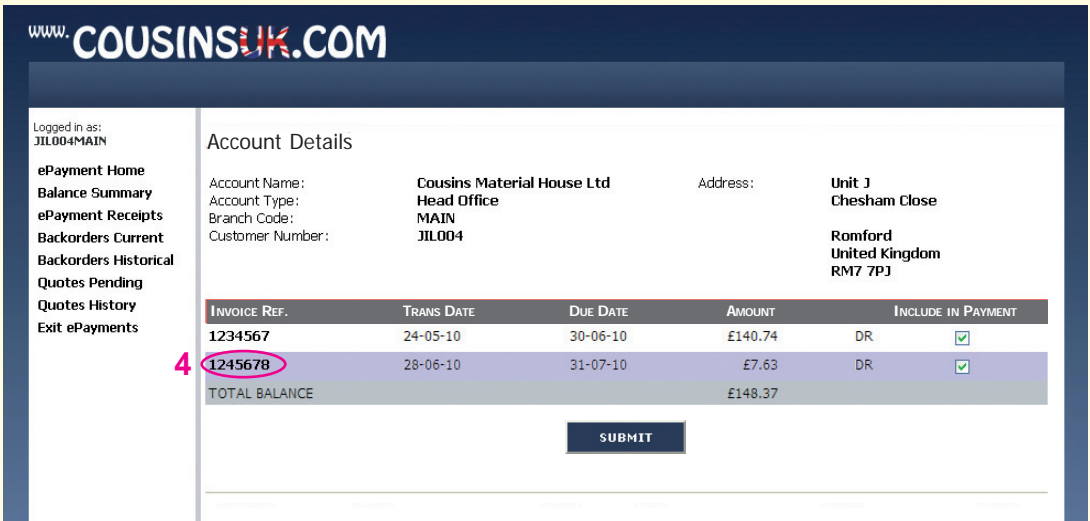 www.COUSINSUK.COM
Logged in as:
JIL004MAIN
ePayment Home
Balance Summary
ePayment Receipts
Backorders Current
Backorders Historical
Quotes Pending
Quotes History
Exit ePayments
Account Details
Account Name: Cousins Material House Ltd
Account Type: Head Office
Branch Code: MAIN
Customer Number: JIL004
Address: Unit J
Chesham Close
Romford
United Kingdom
RM7 7PJ
INVOICE REF. TRANS DATE DUE DATE AMOUNT INCLUDE IN PAYMENT
1234567 24-05-10 30-06-10 £140.74 DR
4 1245678 28-06-10 31-07-10 £7.63 DR
TOTAL BALANCE £148.37
SUBMIT